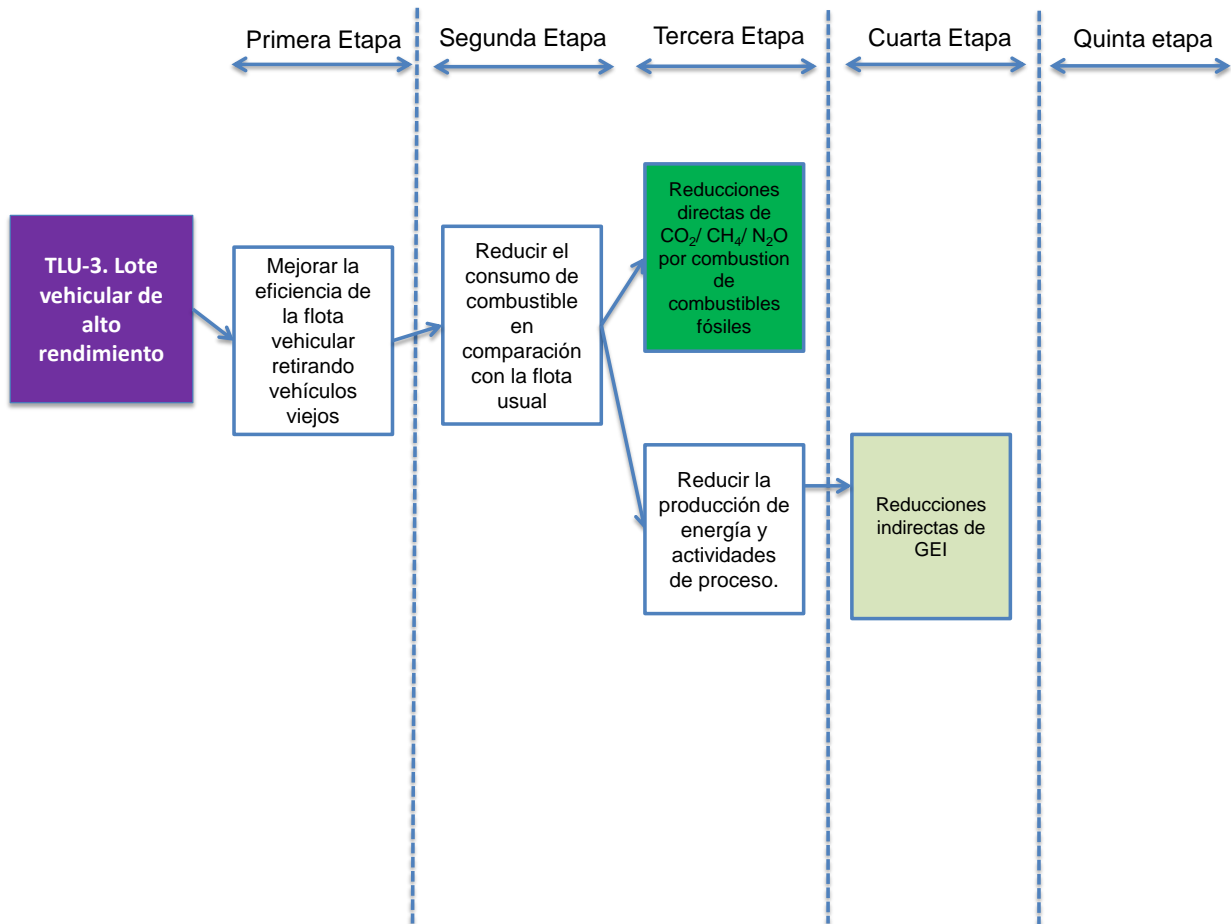 Primera Etapa
Segunda Etapa
Tercera Etapa
Cuarta Etapa
Quinta etapa
TLU-3. Lote
vehicular de
alto
rendimiento
Mejorar la
eficiencia de
la flota
vehicular
retirando
vehículos
viejos
Reducir el
consumo de
combustible
en
comparación
con la flota
usual
Reducciones
directas de
CO₂/ CH₄/ N₂O
por combustion
de
combustibles
fósiles
Reducir la
producción de
energía y
actividades
de proceso.
Reducciones
indirectas de
GEI